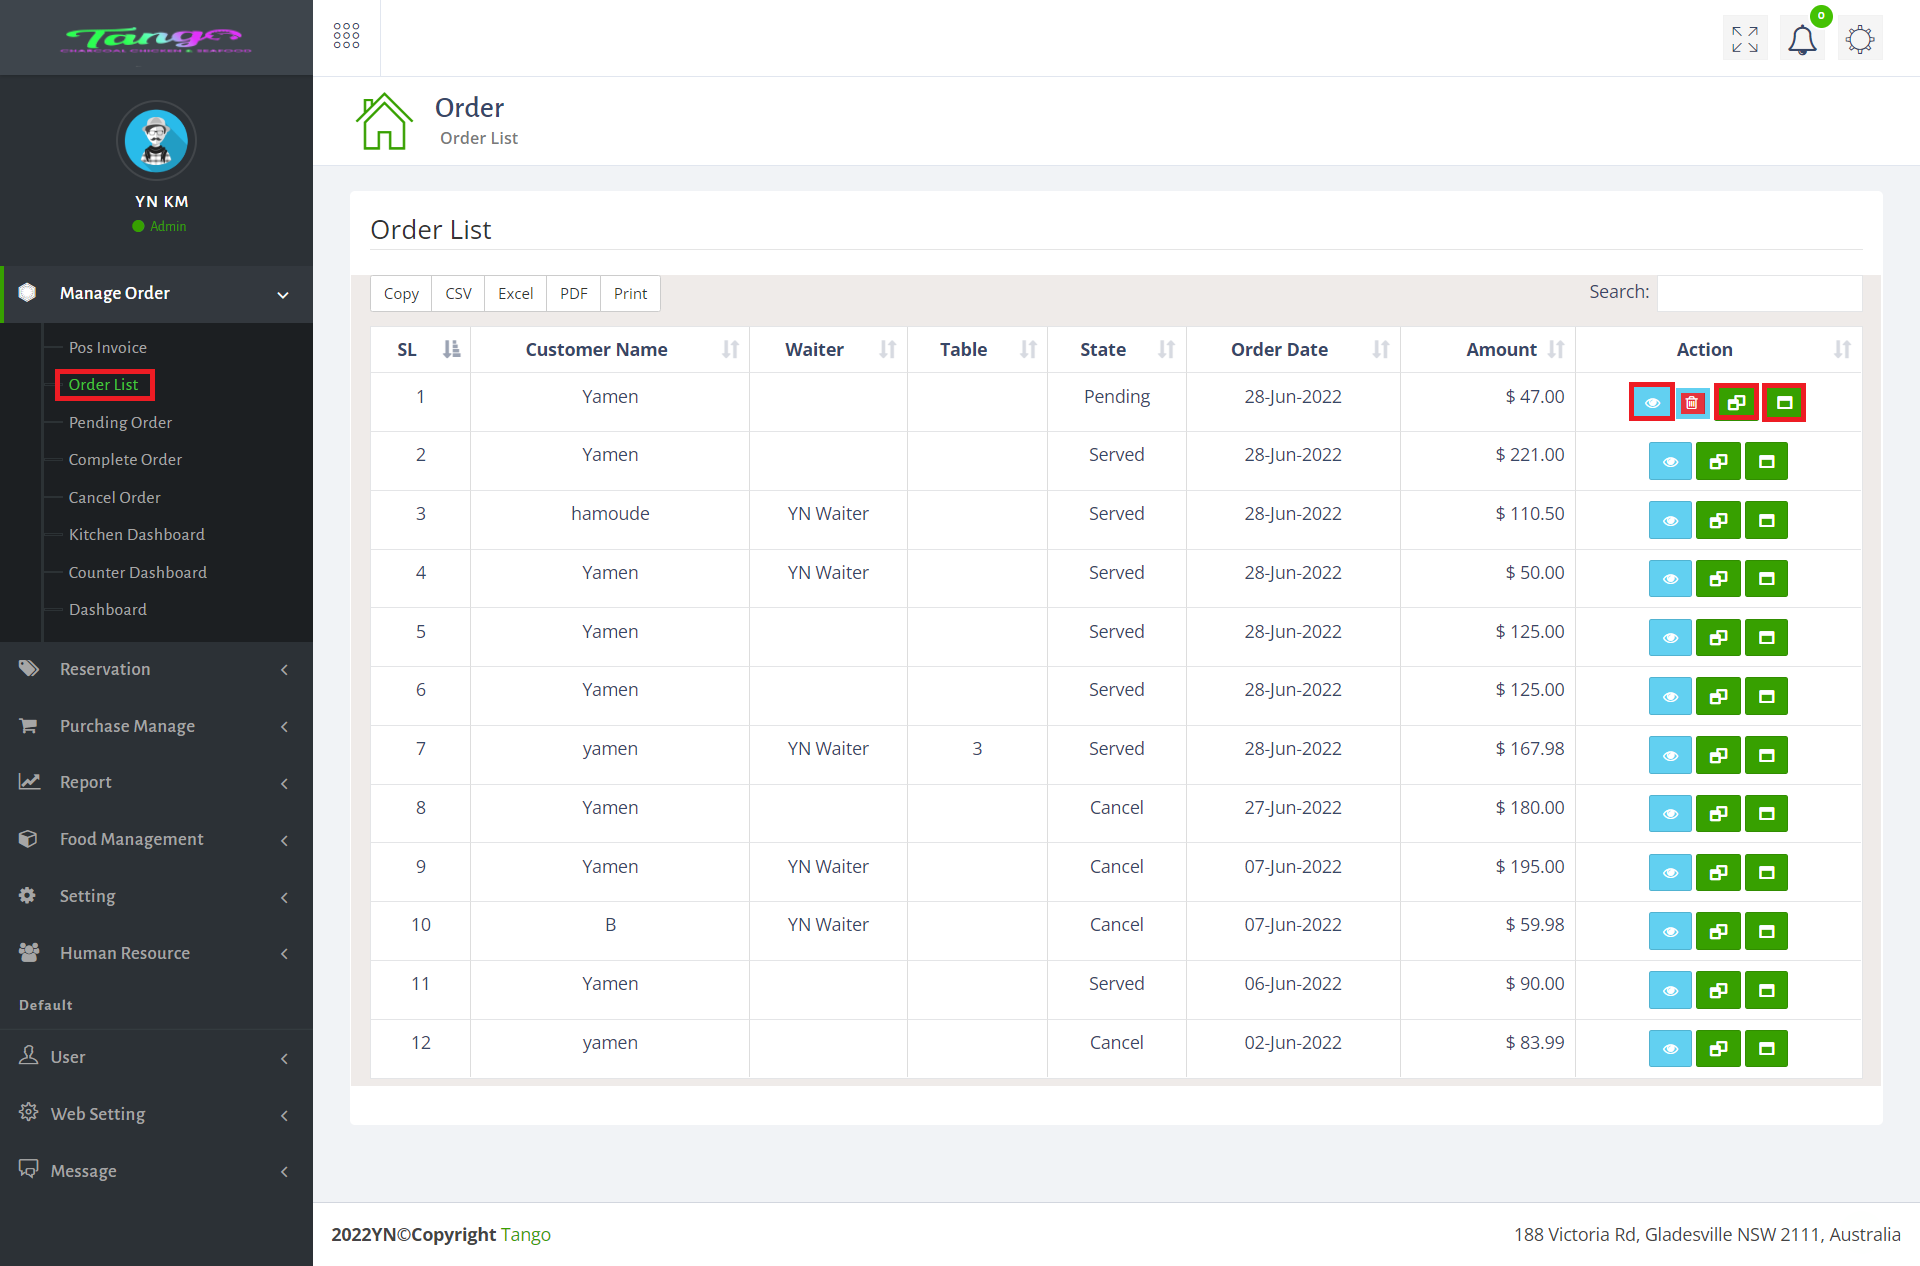 Tango
CHARCOAL CHICKEN & SEAFOOD
0
YN KM
Admin
Manage Order
Pos Invoice
Order List
Pending Order
Complete Order
Cancel Order
Kitchen Dashboard
Counter Dashboard
Dashboard
Reservation
Purchase Manage
Report
Food Management
Setting
Human Resource
Default
User
Web Setting
Message
Order
Order List
Order List
Copy CSV Excel PDF Print Search:
SL Customer Name Waiter Table State Order Date Amount Action
1 Yamen Pending 28-Jun-2022 $ 47.00
2 Yamen Served 28-Jun-2022 $ 221.00
3 hamoude YN Waiter Served 28-Jun-2022 $ 110.50
4 Yamen YN Waiter Served 28-Jun-2022 $ 50.00
5 Yamen Served 28-Jun-2022 $ 125.00
6 Yamen Served 28-Jun-2022 $ 125.00
7 yamen YN Waiter 3 Served 28-Jun-2022 $ 167.98
8 Yamen Cancel 27-Jun-2022 $ 180.00
9 Yamen YN Waiter Cancel 07-Jun-2022 $ 195.00
10 B YN Waiter Cancel 07-Jun-2022 $ 59.98
11 Yamen Served 06-Jun-2022 $ 90.00
12 yamen Cancel 02-Jun-2022 $ 83.99
2022YN©Copyright Tango
188 Victoria Rd, Gladesville NSW 2111, Australia